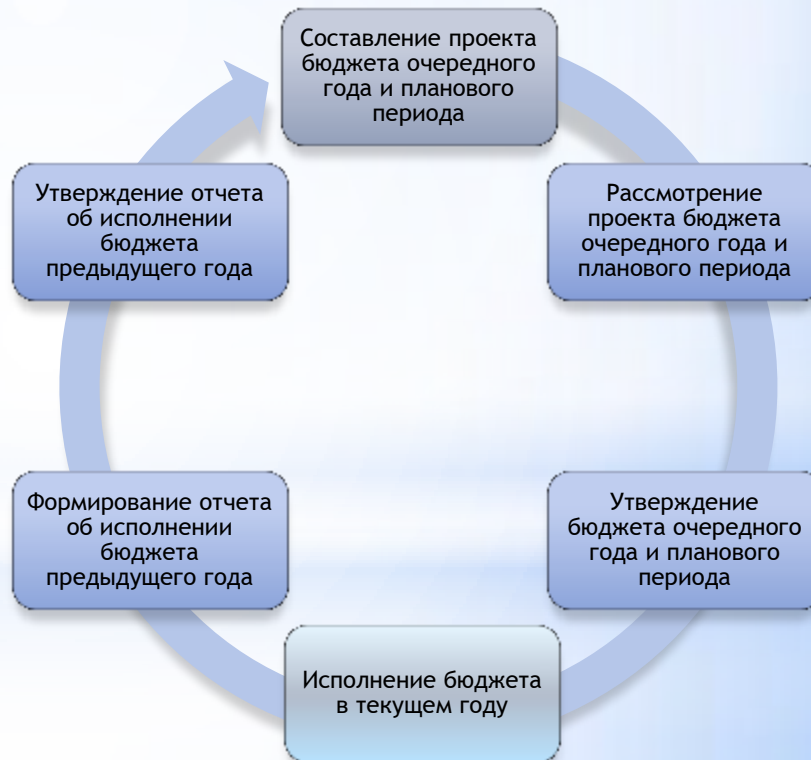 Составление проекта
бюджета очередного
года и планового
периода
Рассмотрение
проекта бюджета
очередного года и
планового периода
Утверждение
бюджета очередного
года и планового
периода
Исполнение бюджета
в текущем году
Формирование отчета
об исполнении
бюджета
предыдущего года
Утверждение отчета
об исполнении
бюджета
предыдущего года